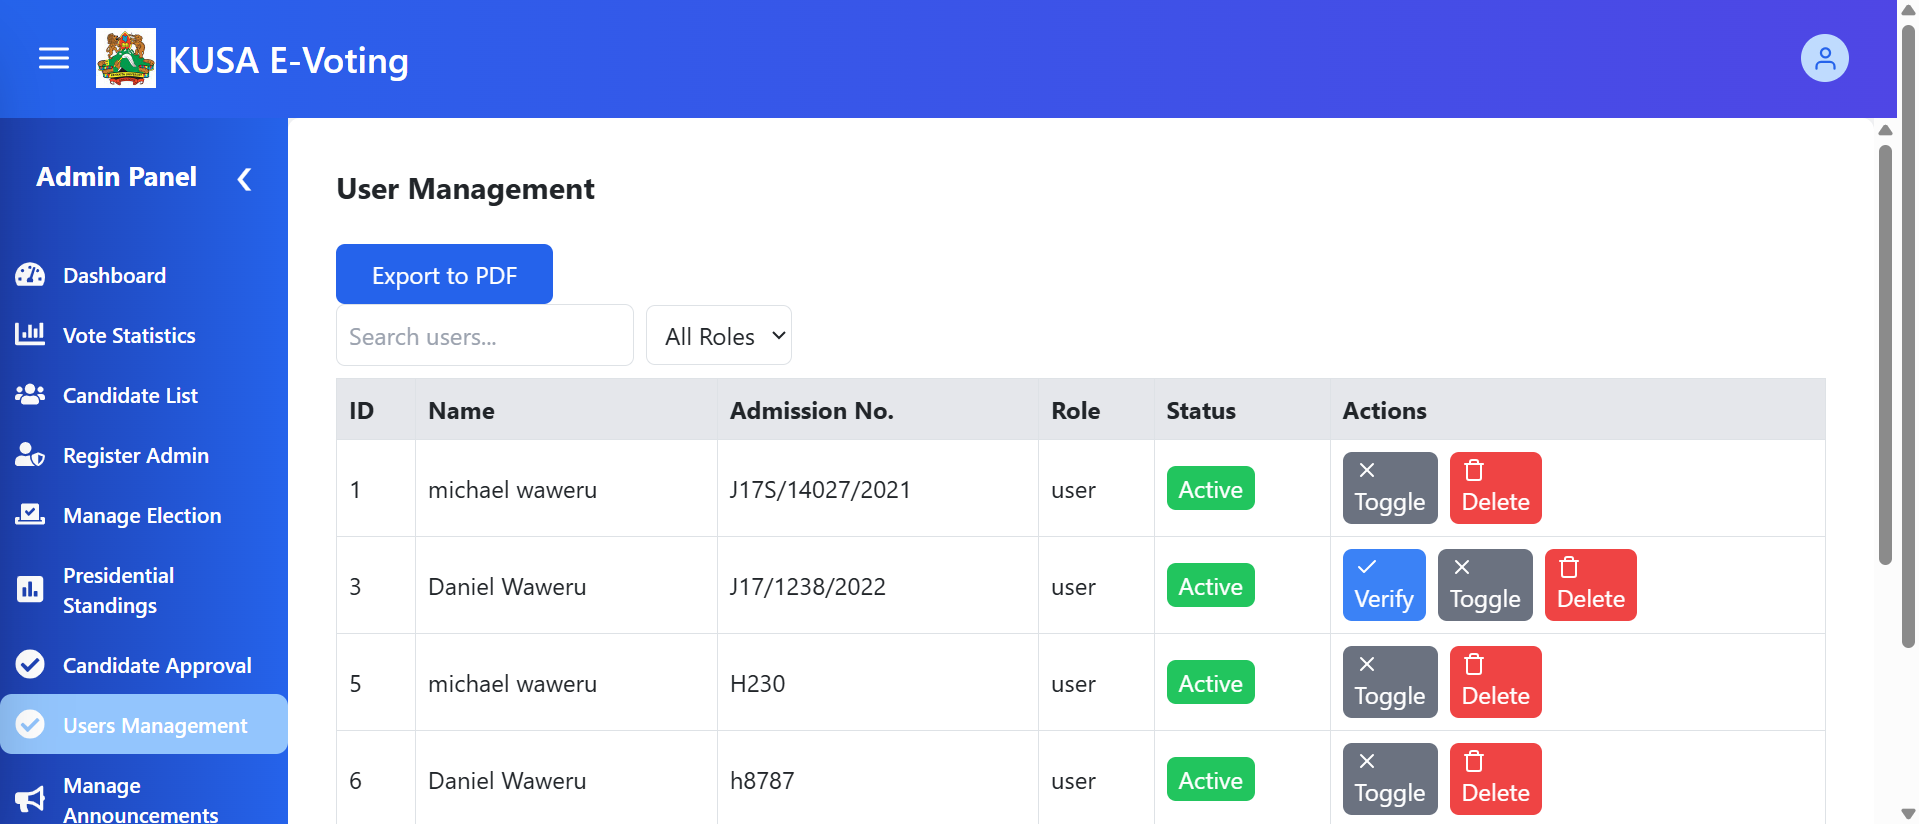 KUSA E-Voting
Admin Panel
Dashboard
Vote Statistics
Candidate List
Register Admin
Manage Election
Presidential
Standings
Candidate Approval
Users Management
Manage
Announcements
User Management
Export to PDF
Search users...
All Roles
ID Name Admission No. Role Status Actions
1 michael waweru J17S/14027/2021 user Active Toggle Delete
3 Daniel Waweru J17/1238/2022 user Active Verify Toggle Delete
5 michael waweru H230 user Active Toggle Delete
6 Daniel Waweru h8787 user Active Toggle Delete